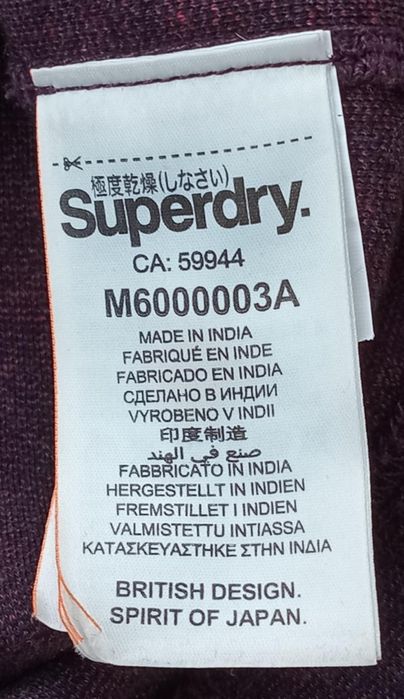 極度乾燥(しなさい)
Superdry.
CA: 59944
M6000003A
MADE IN INDIA
FABRIQUÉ EN INDE
FABRICADO EN INDIA
СДЕЛАНО В ИНДИИ
VYROBENO V INDII
印度制造
صنع في الهند
FABBRICATO IN INDIA
HERGESTELLT IN INDIEN
FREMSTILLET I INDIEN
VALMISTETTU INTIASSA
ΚΑΤΑΣΚΕΥΑΣΤΗΚΕ ΣΤΗΝ ΙΝΔΙΑ
BRITISH DESIGN.
SPIRIT OF JAPAN.